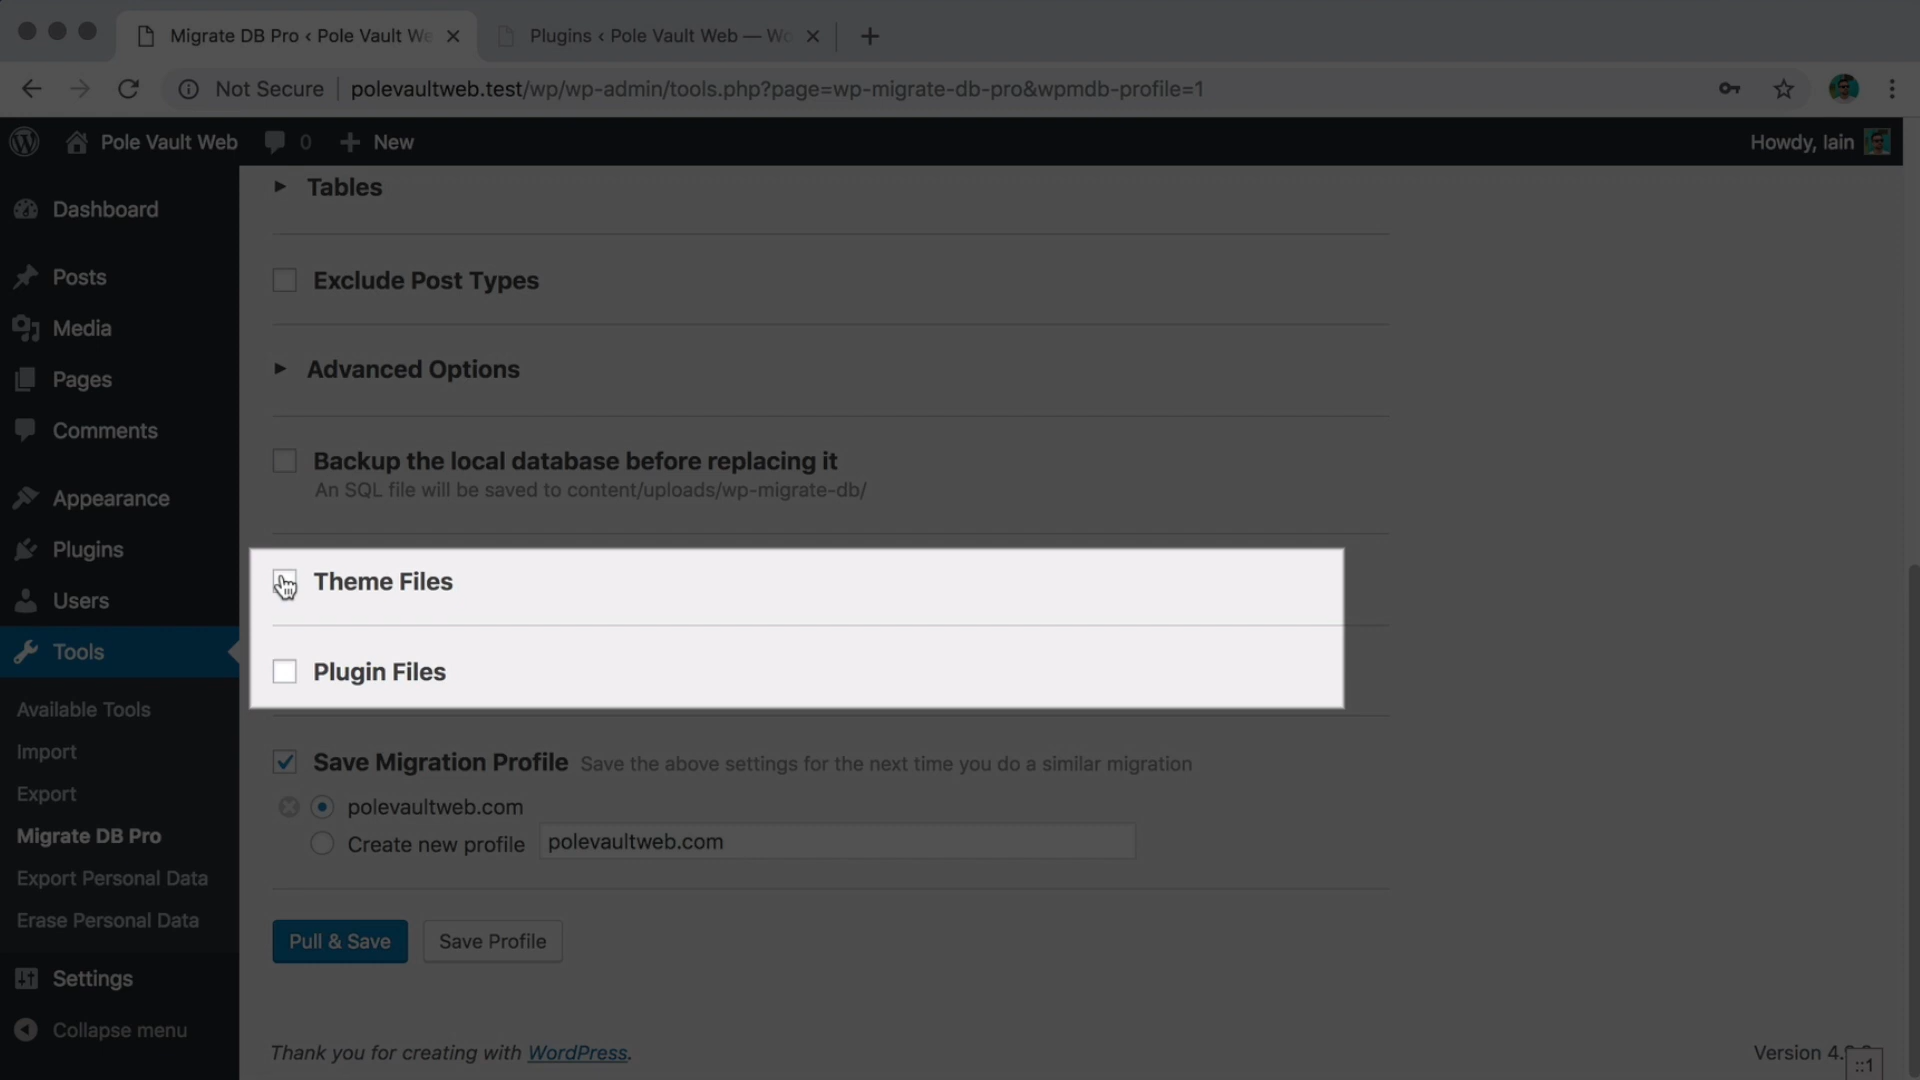 Migrate DB Pro ‹ Pole Vault We
Plugins ‹ Pole Vault Web — Wo
Not Secure
polevaultweb.test/wp/wp-admin/tools.php?page=wp-migrate-db-pro&wpmdb-profile=1
Pole Vault Web
0
New
Howdy, Iain
Dashboard
Posts
Media
Pages
Comments
Appearance
Plugins
Users
Tools
Available Tools
Import
Export
Migrate DB Pro
Export Personal Data
Erase Personal Data
Settings
Collapse menu
Tables
Exclude Post Types
Advanced Options
Backup the local database before replacing it
An SQL file will be saved to content/uploads/wp-migrate-db/
Theme Files
Plugin Files
Save Migration Profile Save the above settings for the next time you do a similar migration
polevaultweb.com
Create new profile polevaultweb.com
Pull & Save
Save Profile
Thank you for creating with WordPress.
Version
::1